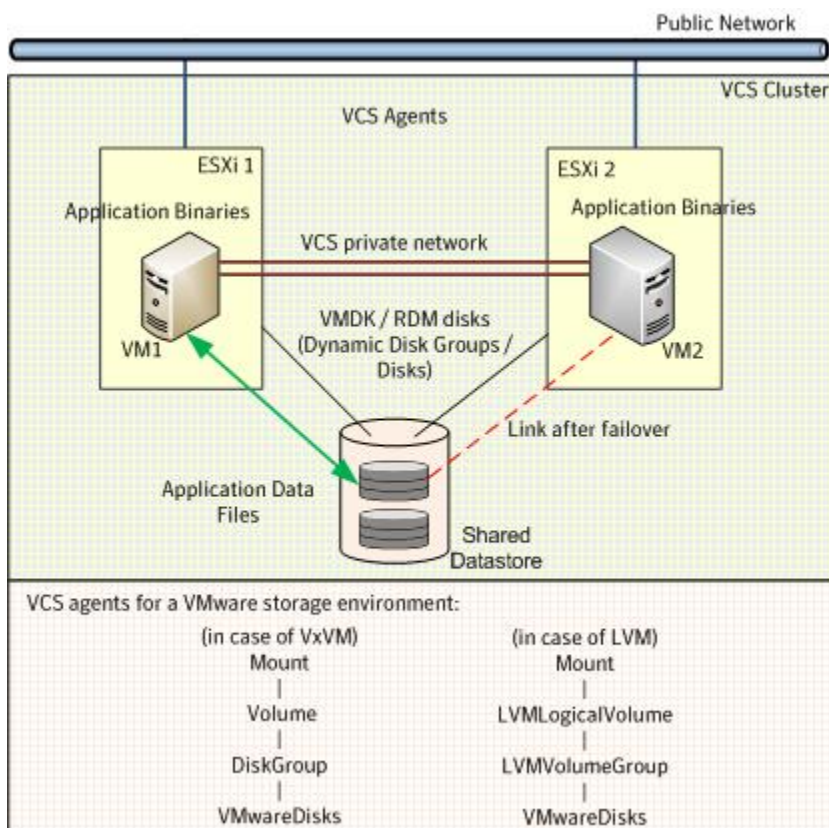 Public Network
VCS Cluster
VCS Agents
ESXi 1
ESXi 2
Application Binaries
Application Binaries
VCS private network
VM1
VMDK / RDM disks
(Dynamic Disk Groups /
Disks)
VM2
Link after failover
Application Data
Files
Shared
Datastore
VCS agents for a VMware storage environment:
(in case of VxVM)
Mount
|
Volume
|
DiskGroup
|
VMwareDisks
(in case of LVM)
Mount
|
LVMLogicalVolume
|
LVMVolumeGroup
|
VMwareDisks